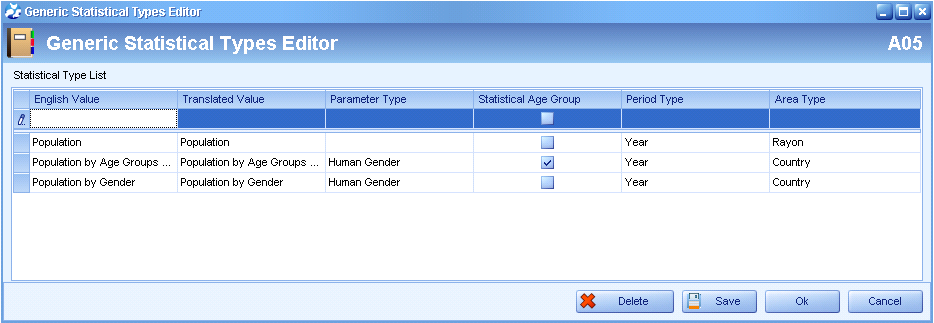 Generic Statistical Types Editor
Generic Statistical Types Editor A05
Statistical Type List
English Value Translated Value Parameter Type Statistical Age Group Period Type Area Type
Population Population Year Rayon
Population by Age Groups ... Population by Age Groups ... Human Gender Year Country
Population by Gender Population by Gender Human Gender Year Country
Delete Save Ok Cancel